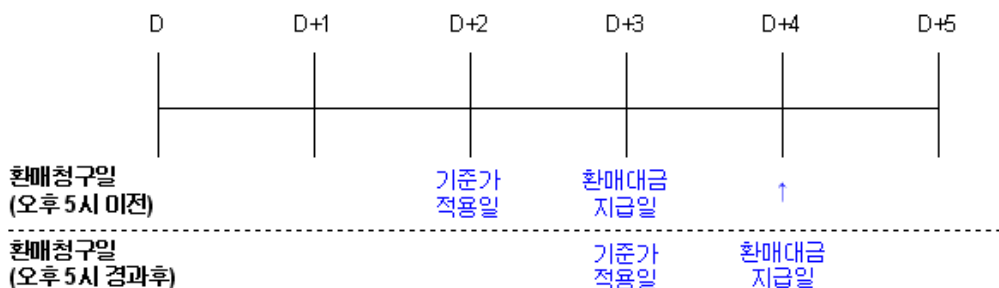 D D+1 D+2 D+3 D+4 D+5
환매청구일 기준가 환매대금 ↑
(오후 5시 이전) 적용일 지급일
환매청구일 기준가 환매대금
(오후 5시 경과후) 적용일 지급일